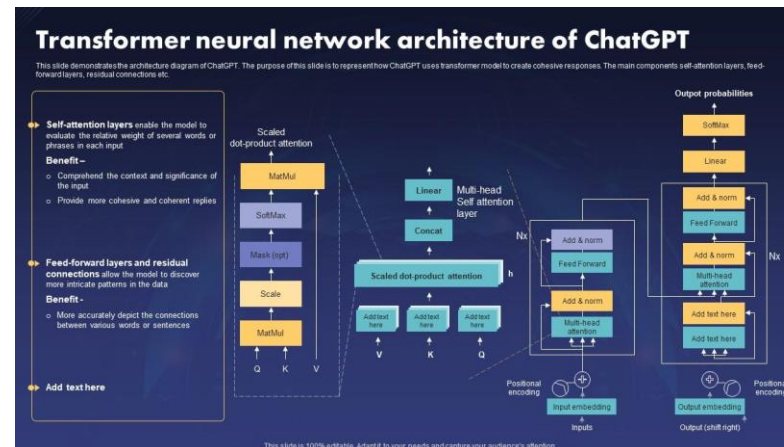 Transformer neural network architecture of ChatGPT
This slide demonstrates the architecture diagram of ChatGPT. The purpose of this slide is to represent how ChatGPT uses transformer model to create cohesive responses. The main components self-attention layers, feed-
forward layers, residual connections etc.
Self-attention layers enable the model to
evaluate the relative weight of several words or
phrases in each input
Benefit –
Comprehend the context and significance of
the input
Provide more cohesive and coherent replies
Feed-forward layers and residual
connections allow the model to discover
more intricate patterns in the data
Benefit -
More accurately depict the connections
between various words or sentences
Add text here
Scaled
dot-product attention
MatMul
SoftMax
Mask (opt)
Scale
MatMul
Q K V
Linear
Multi-head
Self attention
layer
Concat
Scaled dot-product attention
h
Add text
here
Add text
here
Add text
here
V K Q
Nx
Add & norm
Feed Forward
Add & norm
Multi-head
attention
Positional
encoding
Input embedding
Inputs
Outpot probabilities
SoftMax
Linear
Add & norm
Feed Forward
Add & norm
Nx
Multi-head
attention
Add text here
Add text here
Positional
encoding
Output embedding
Output (shift right)
This slide is 100% editable. Adapt it to your needs and capture your audience's attention.